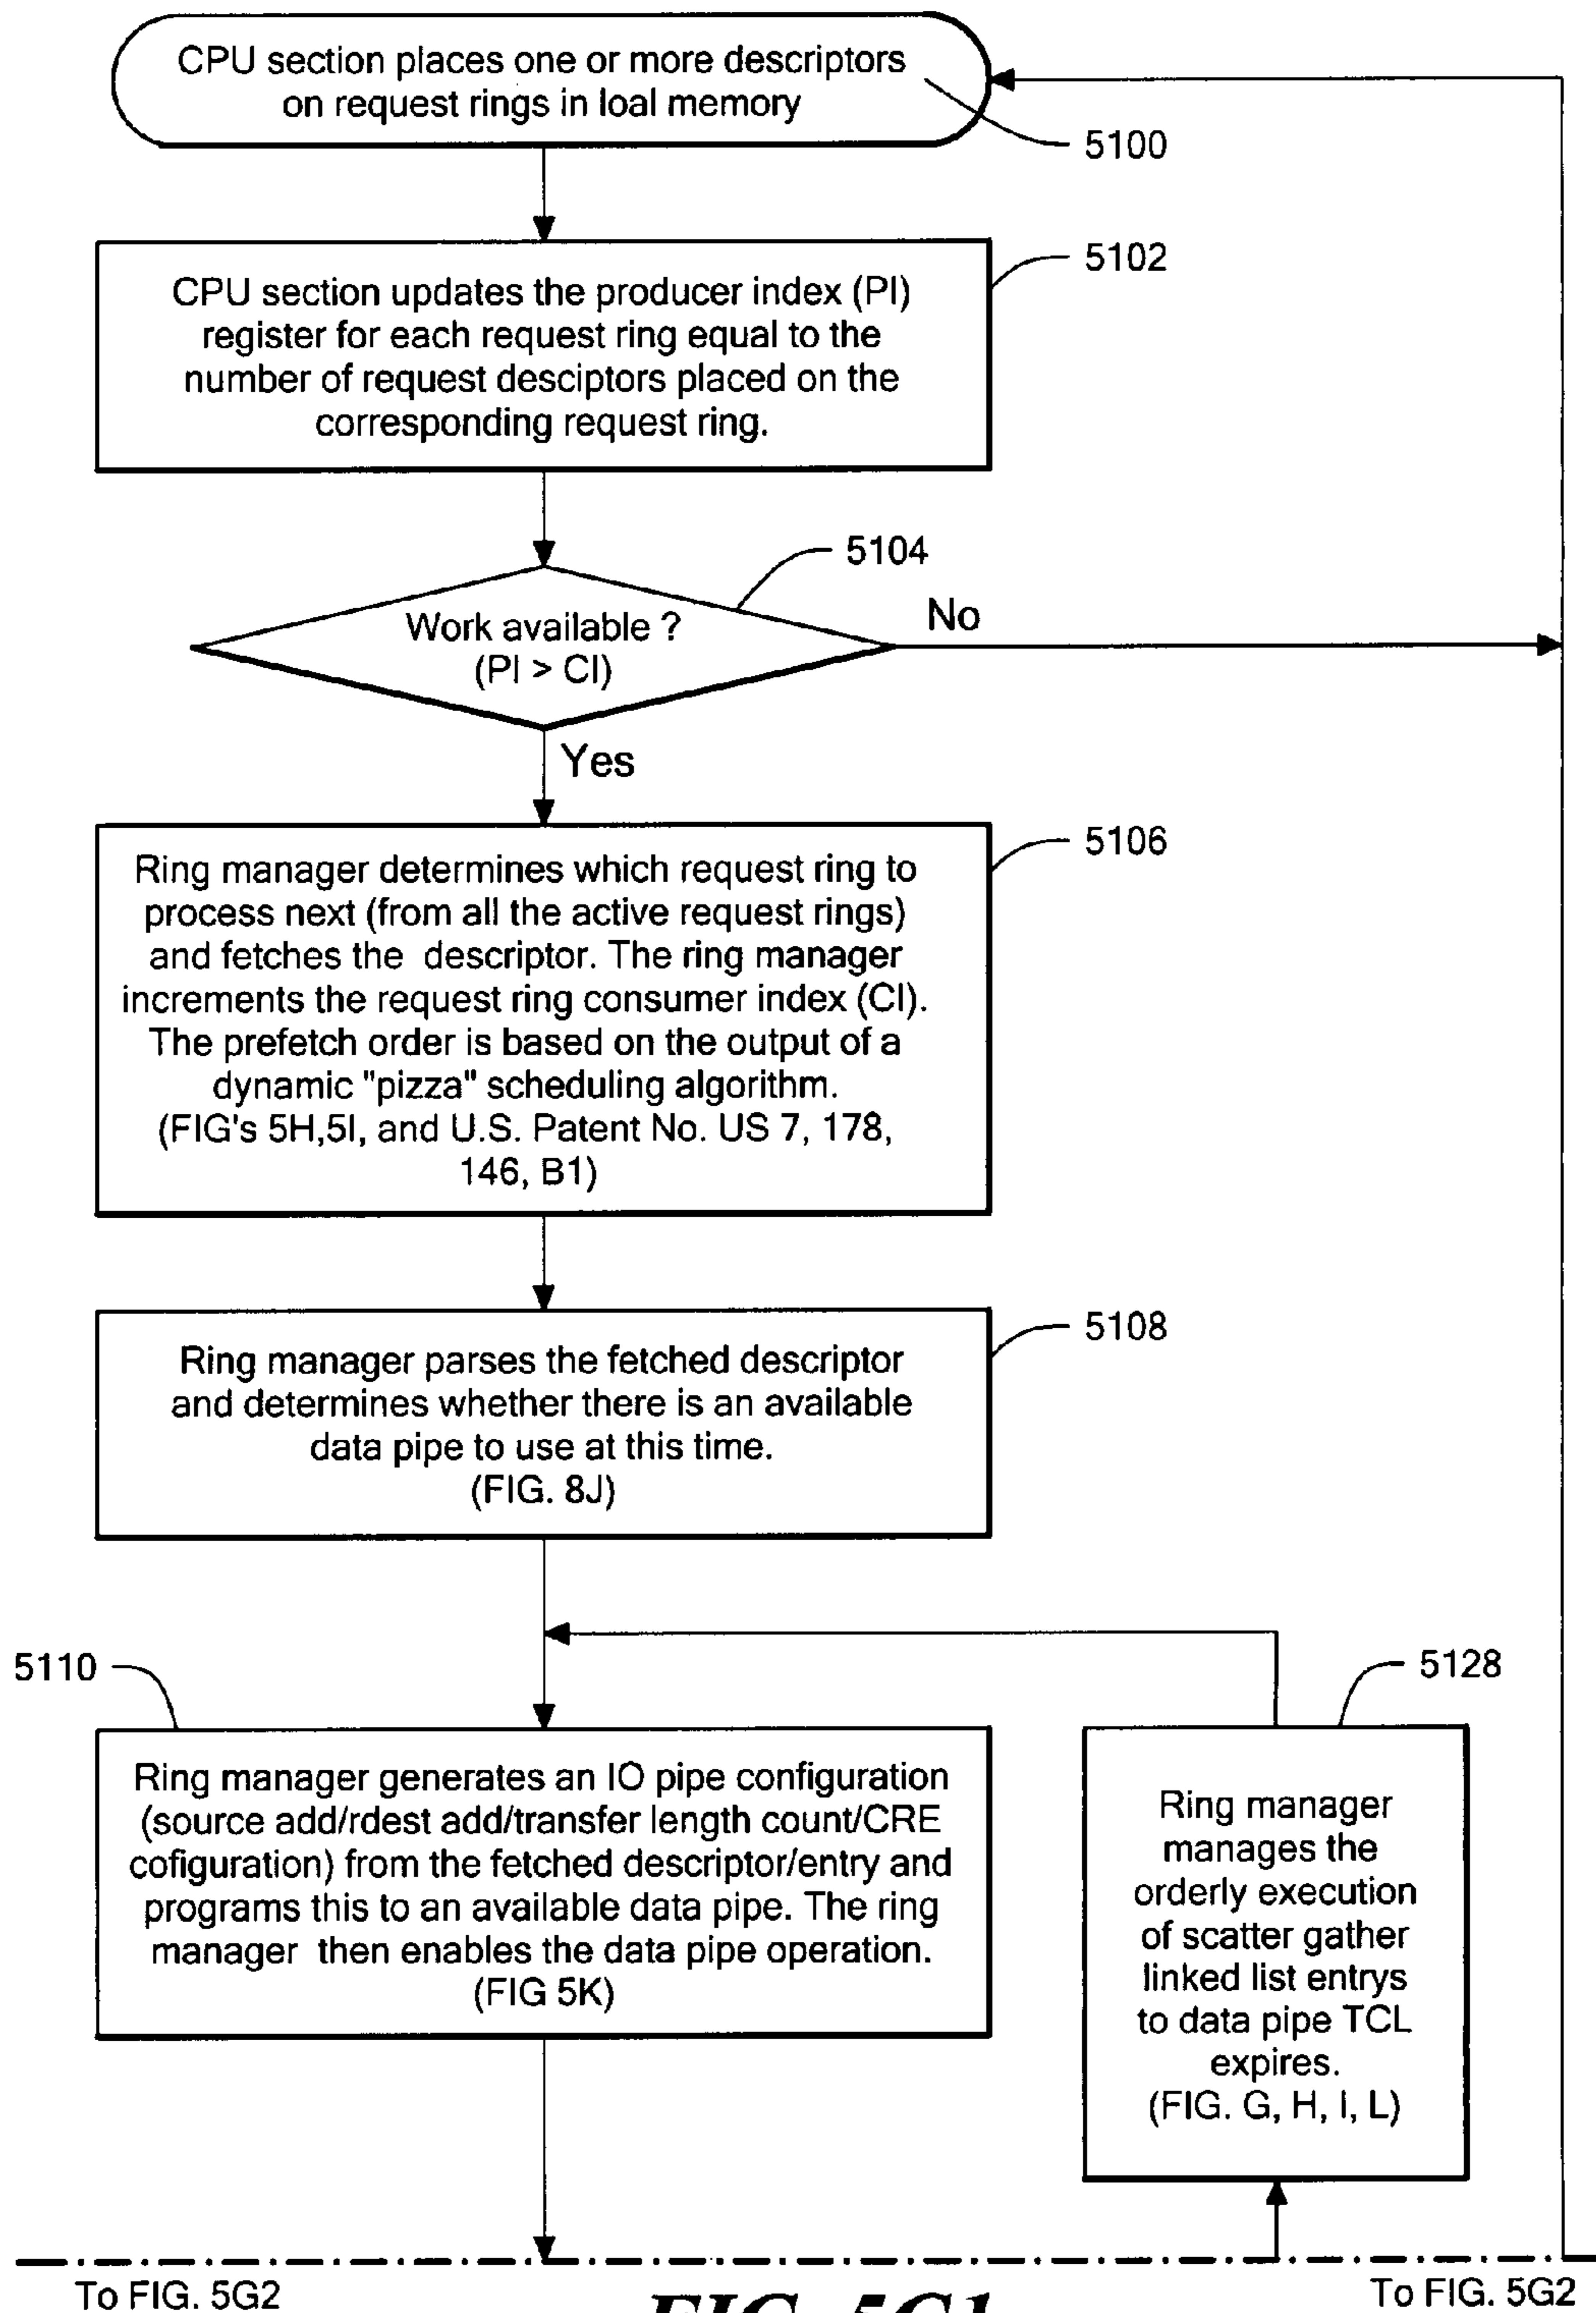 CPU section places one or more descriptors
on request rings in loal memory
5100
CPU section updates the producer index (PI)
register for each request ring equal to the
number of request desciptors placed on the
corresponding request ring.
5102
5104
Work available ?
(PI > CI)
No
Yes
Ring manager determines which request ring to
process next (from all the active request rings)
and fetches the descriptor. The ring manager
increments the request ring consumer index (CI).
The prefetch order is based on the output of a
dynamic "pizza" scheduling algorithm.
(FIG's 5H,5I, and U.S. Patent No. US 7, 178,
146, B1)
5106
Ring manager parses the fetched descriptor
and determines whether there is an available
data pipe to use at this time.
(FIG. 8J)
5108
5110
Ring manager generates an IO pipe configuration
(source add/rdest add/transfer length count/CRE
cofiguration) from the fetched descriptor/entry and
programs this to an available data pipe. The ring
manager then enables the data pipe operation.
(FIG 5K)
5128
Ring manager
manages the
orderly execution
of scatter gather
linked list entrys
to data pipe TCL
expires.
(FIG. G, H, I, L)
To FIG. 5G2
FIG. 5G1
To FIG. 5G2